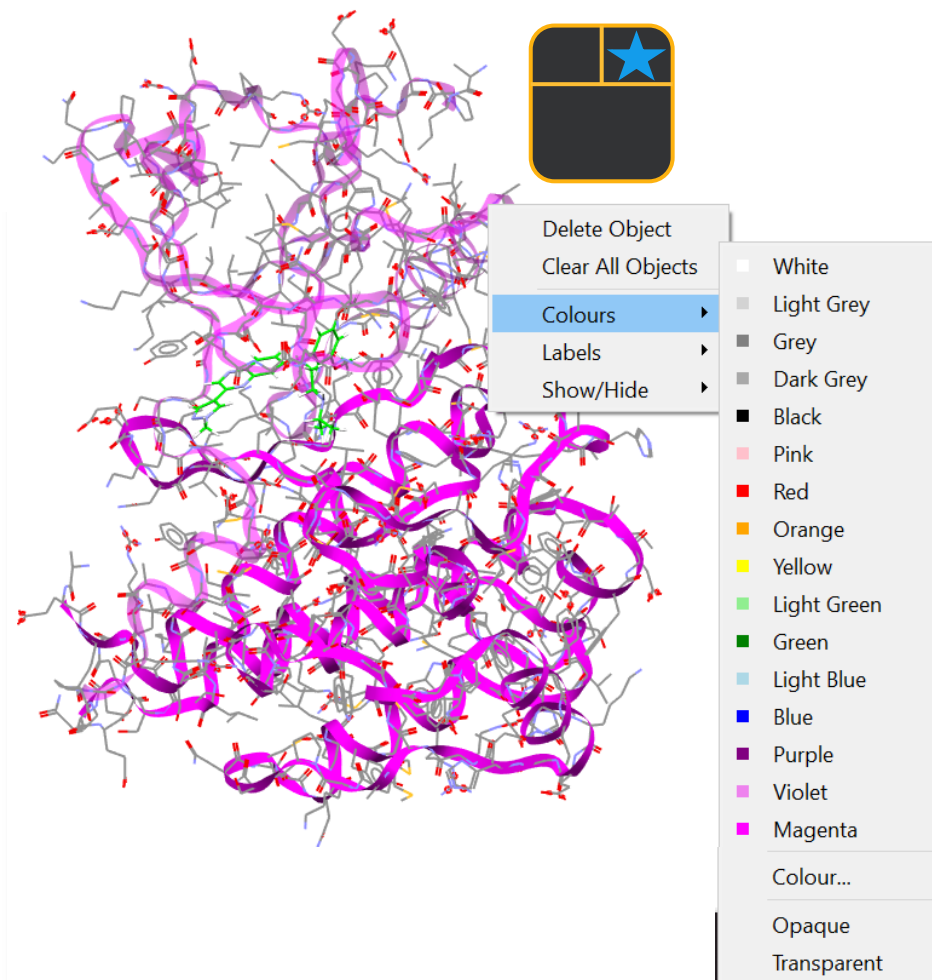 Delete Object
Clear All Objects
Colours
Labels
Show/Hide
White
Light Grey
Grey
Dark Grey
Black
Pink
Red
Orange
Yellow
Light Green
Green
Light Blue
Blue
Purple
Violet
Magenta
Colour...
Opaque
Transparent